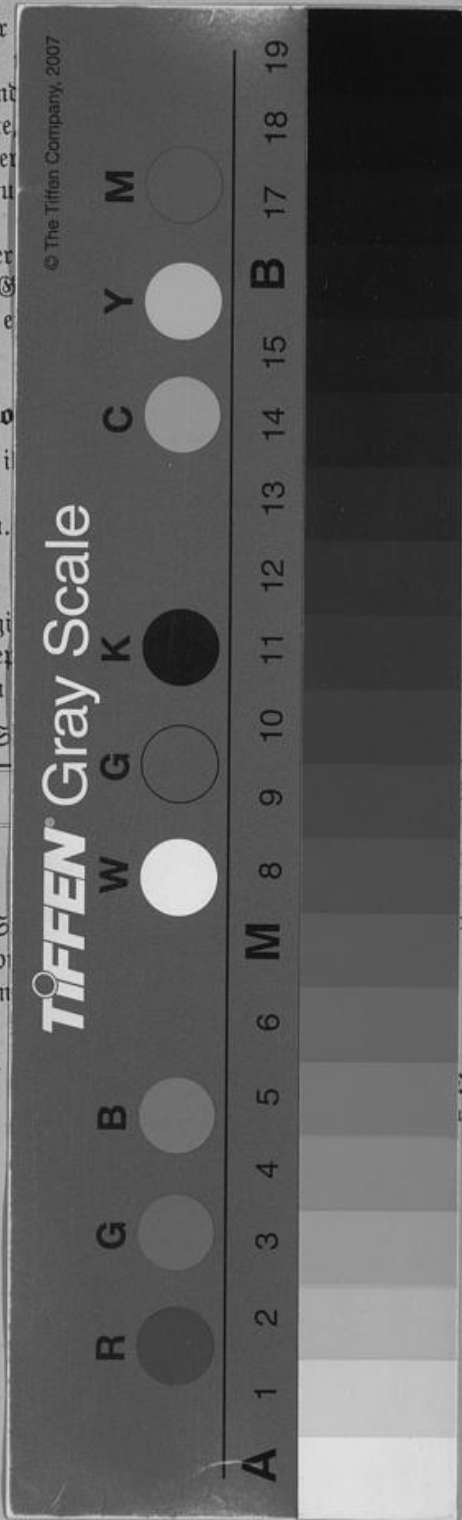 TIFFEN® Gray Scale
© The Tiffen Company, 2007
R G B W G K C Y M
A 1 2 3 4 5 6 M 8 9 10 11 12 13 14 15 B 17 18 19